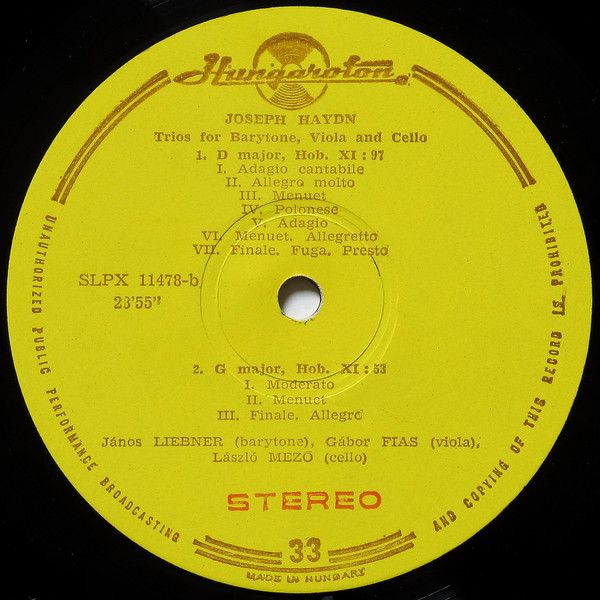 Hungaroton
JOSEPH HAYDN
Trios for Barytone, Viola and Cello
1. D major, Hob. XI : 97
I. Adagio cantabile
II. Allegro molto
III. Menuet
IV. Polonese
V. Adagio
VI. Menuet. Allegretto
VII. Finale. Fuga. Presto
SLPX 11478-b
23'55"
2. G major, Hob. XI : 53
I. Moderato
II. Menuet
III. Finale. Allegro
János LIEBNER (barytone), Gábor FIAS (viola),
László MEZŐ (cello)
STEREO
33
MADE IN HUNGARY
UNAUTHORIZED PUBLIC PERFORMANCE BROADCASTING
AND COPYING OF THIS RECORD IS PROHIBITED